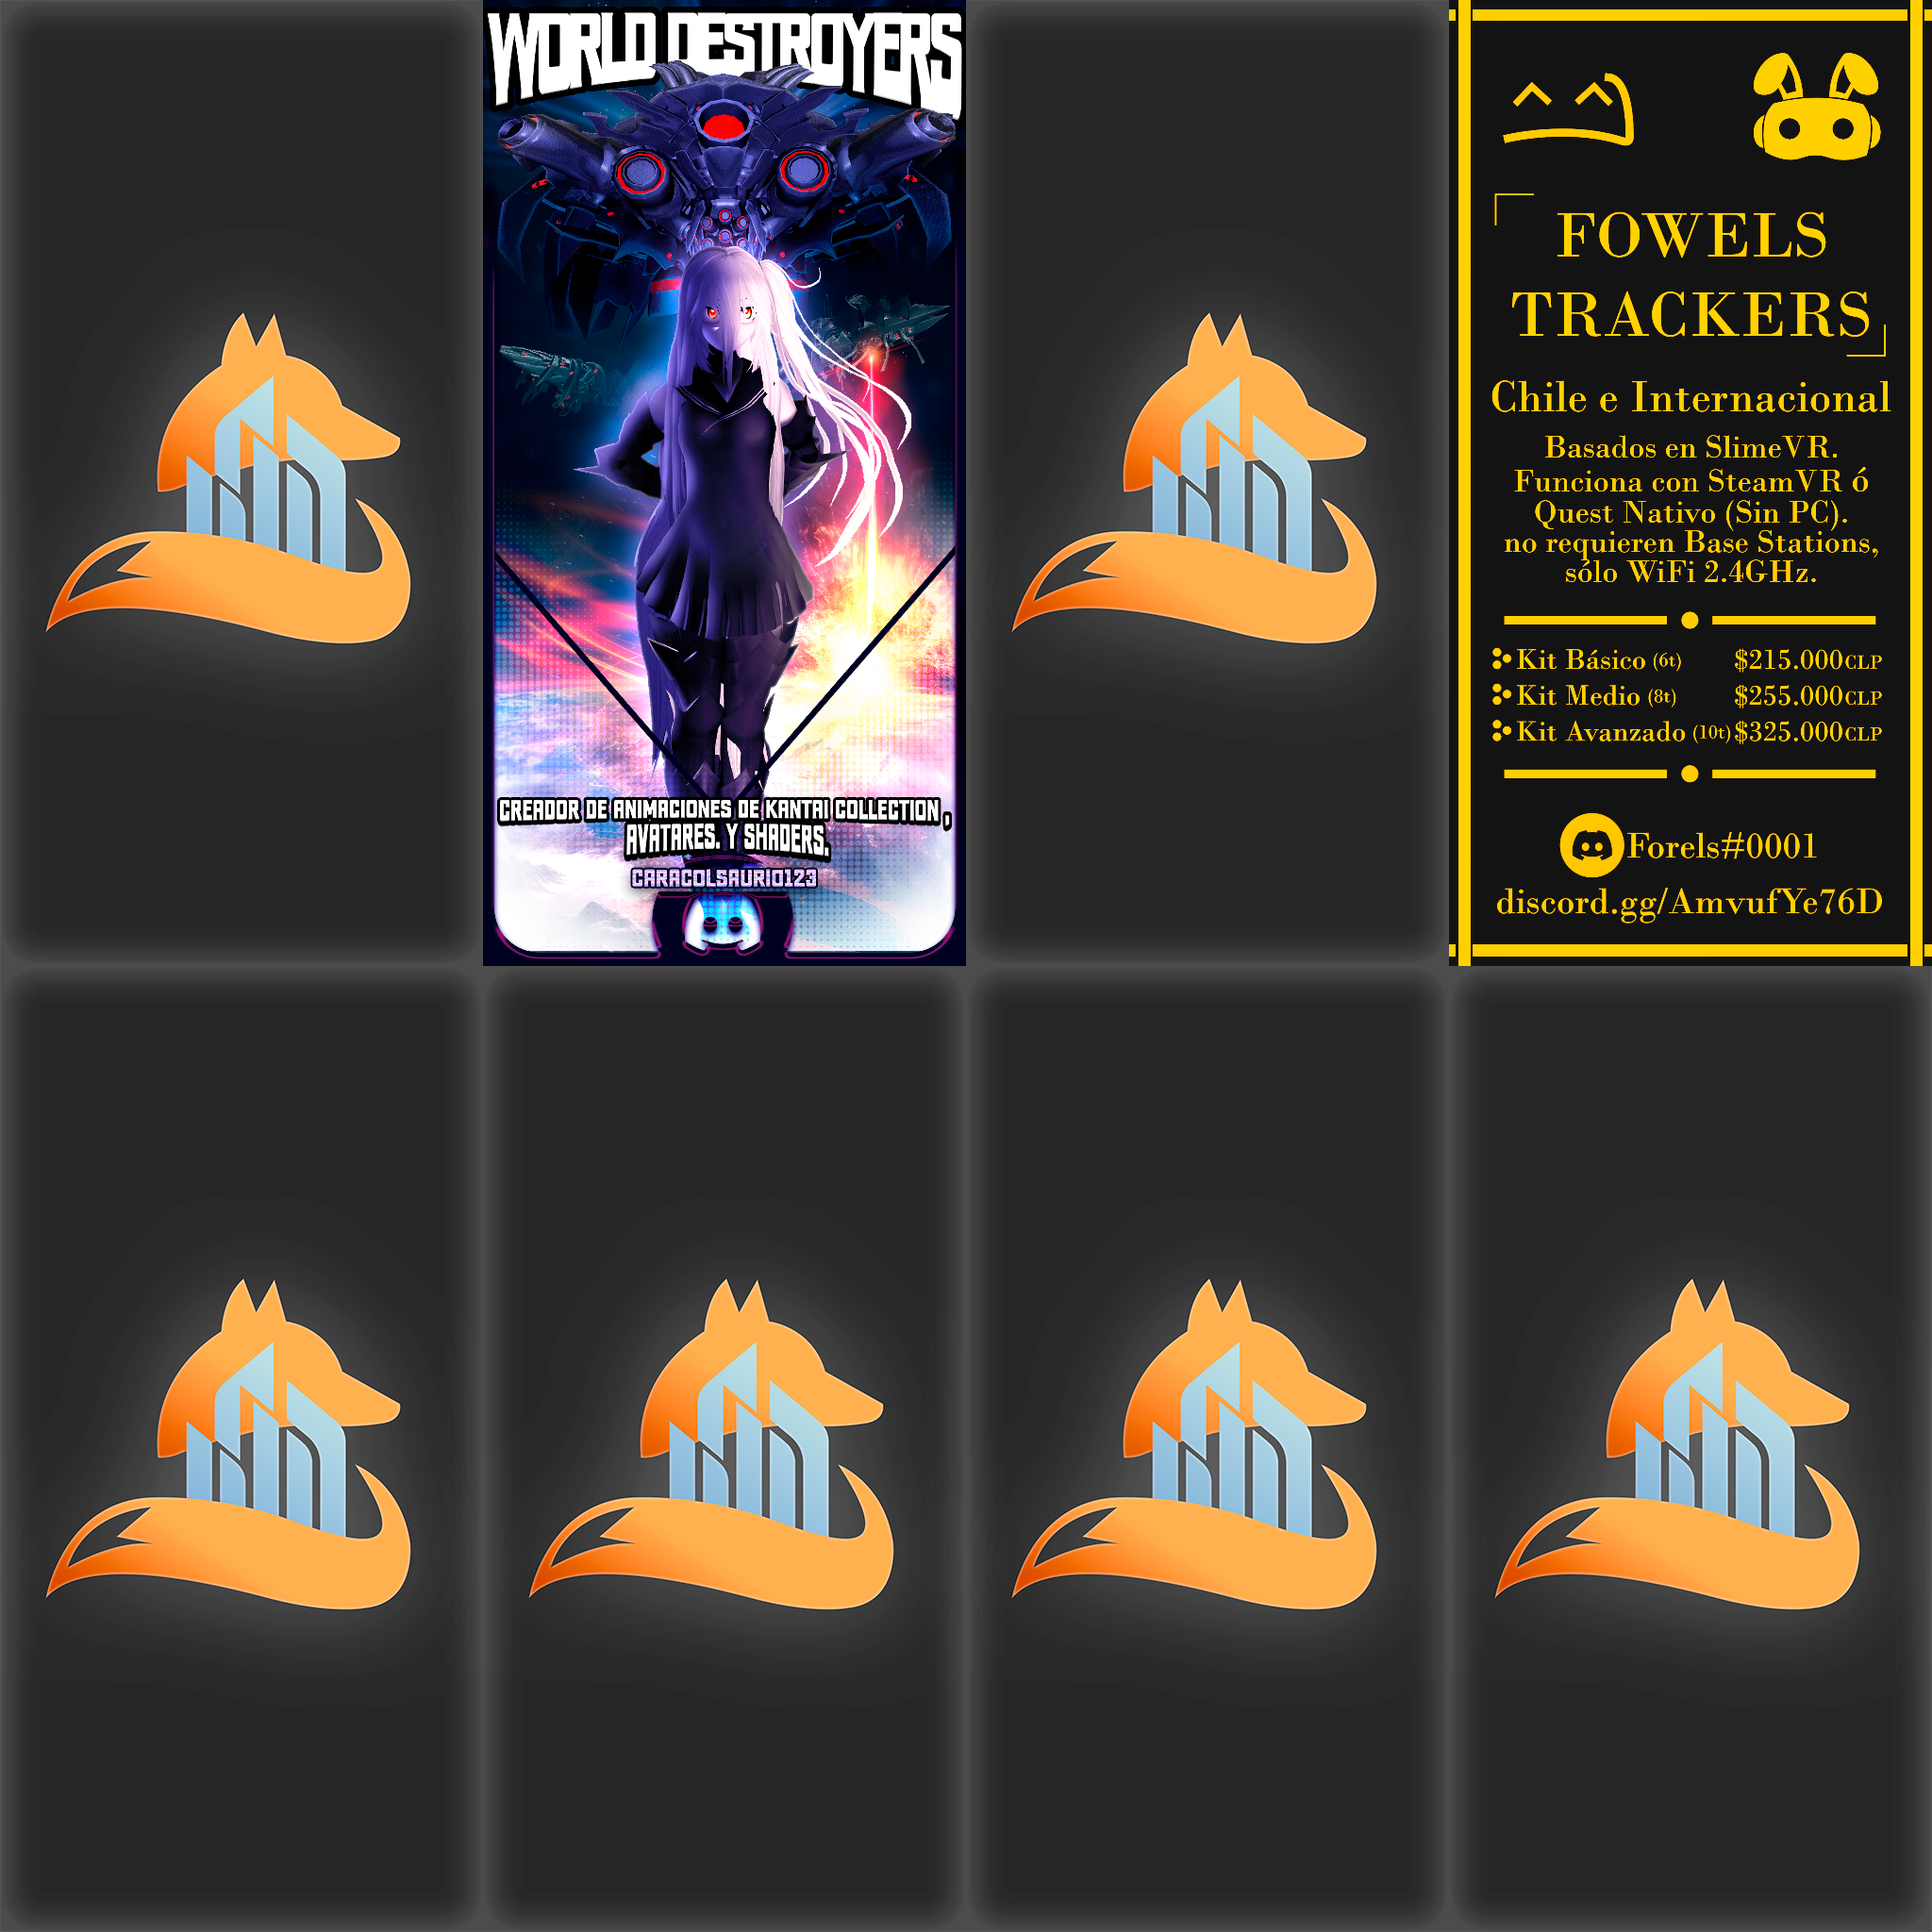 WORLD DESTROYERS
CREADOR DE ANIMACIONES DE KANTAI COLLECTION ,
AVATARES. Y SHADERS.
CARACOLSAURIO123
FOWELS
TRACKERS
Chile e Internacional
Basados en SlimeVR.
Funciona con SteamVR ó
Quest Nativo (Sin PC).
no requieren Base Stations,
sólo WiFi 2.4GHz.
Kit Básico (6t) $215.000CLP
Kit Medio (8t) $255.000CLP
Kit Avanzado (10t) $325.000CLP
Forels#0001
discord.gg/AmvufYe76D